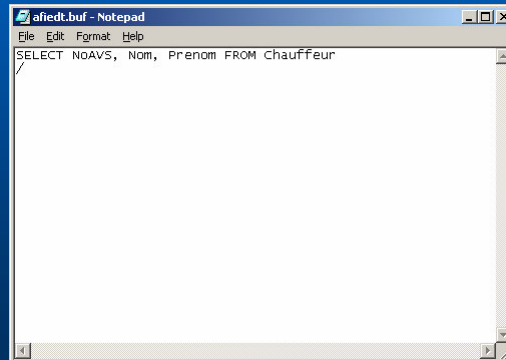 afiedt.buf - Notepad
File Edit Format Help
SELECT NoAVS, Nom, Prenom FROM Chauffeur
/